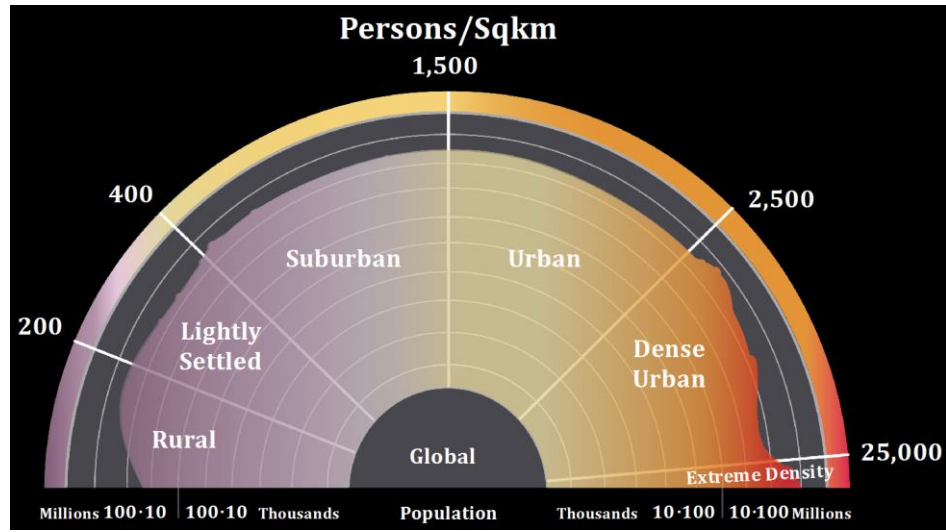 Persons/Sqkm
1,500
400
2,500
Suburban
Urban
200
Lightly
Settled
Dense
Urban
Rural
Global
25,000
Extreme Density
Millions 100·10 100·10 Thousands Population Thousands 10·100 10·100 Millions